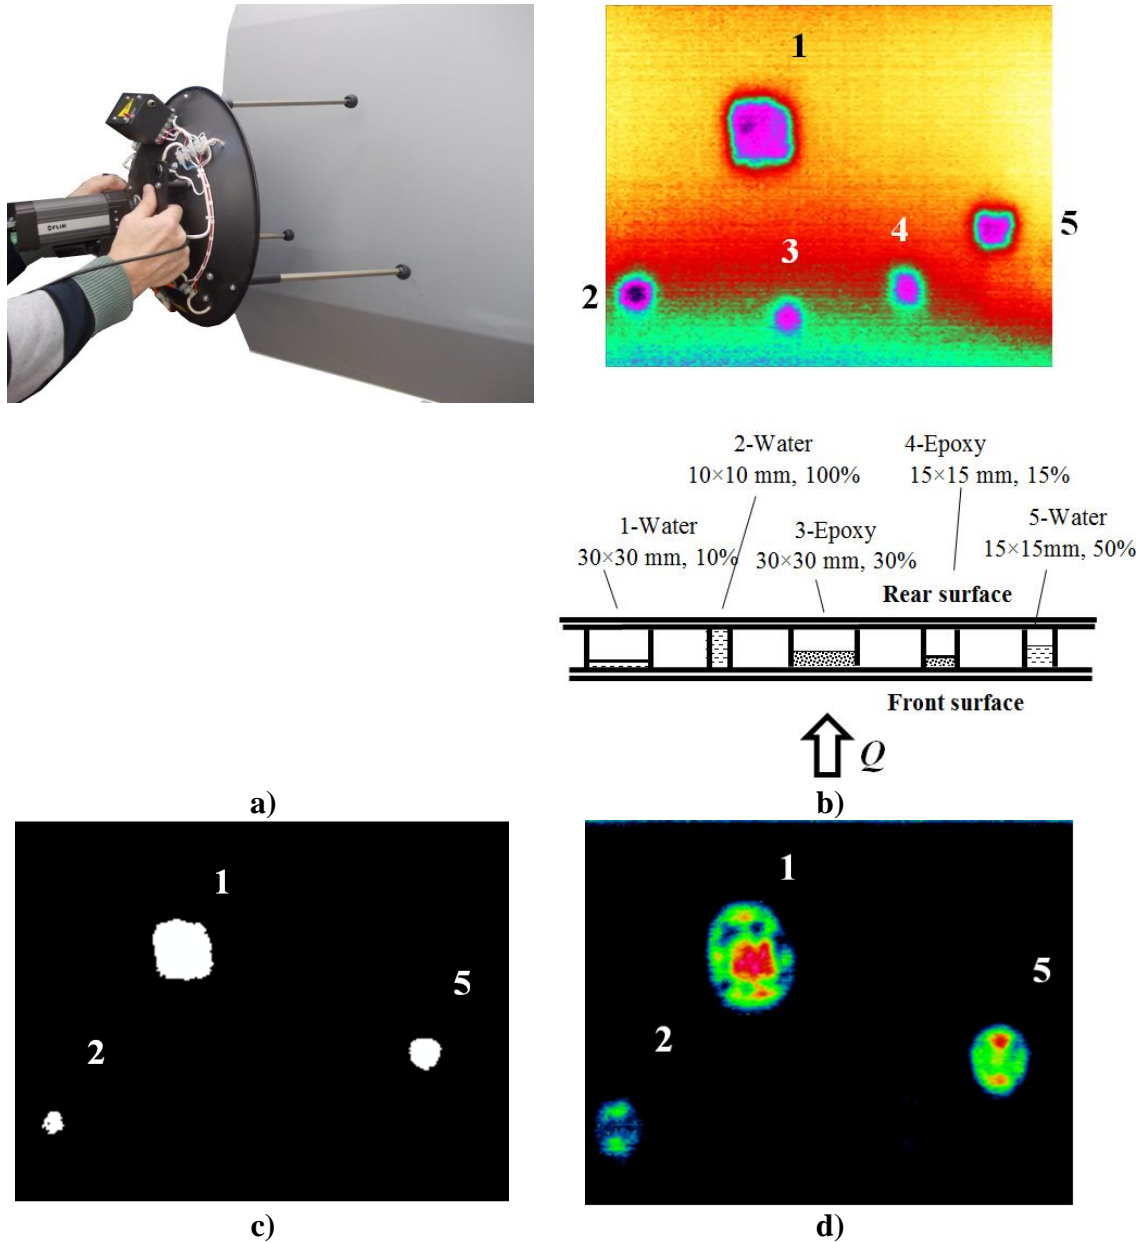 FLIR
1
5
4
3
2
2-Water
10×10 mm, 100%
4-Epoxy
15×15 mm, 15%
1-Water
30×30 mm, 10%
3-Epoxy
30×30 mm, 30%
5-Water
15×15mm, 50%
Rear surface
Front surface
Q
a)
b)
1
5
2
1
5
2
c)
d)